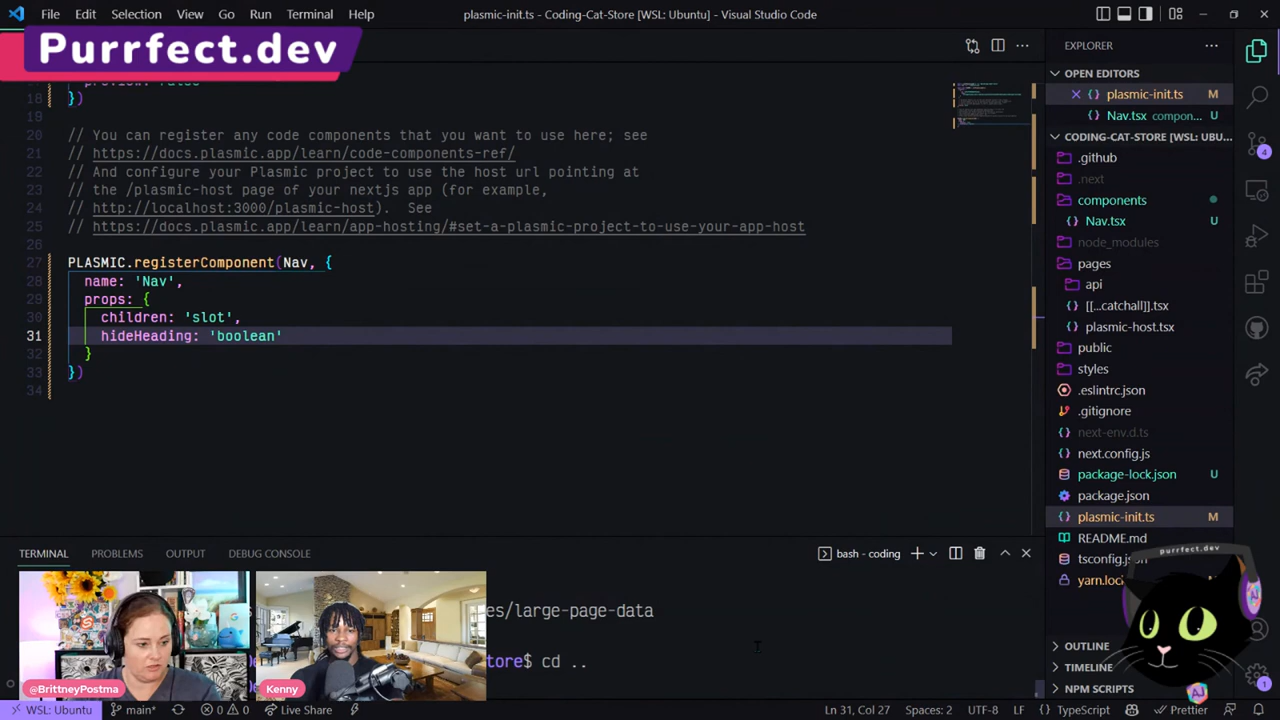 File Edit Selection View Go Run Terminal Help
plasmic-init.ts - Coding-Cat-Store [WSL: Ubuntu] - Visual Studio Code
Purrfect.dev
18 })
19
20 // You can register any code components that you want to use here; see
21 // https://docs.plasmic.app/learn/code-components-ref/
22 // And configure your Plasmic project to use the host url pointing at
23 // the /plasmic-host page of your nextjs app (for example,
24 // http://localhost:3000/plasmic-host). See
25 // https://docs.plasmic.app/learn/app-hosting/#set-a-plasmic-project-to-use-your-app-host
26
27 PLASMIC.registerComponent(Nav, {
28 name: 'Nav',
29 props: {
30 children: 'slot',
31 hideHeading: 'boolean'
32 }
33 })
34
EXPLORER
OPEN EDITORS
plasmic-init.ts M
Nav.tsx compon... U
CODING-CAT-STORE [WSL: UBU...
.github
.next
components
Nav.tsx U
node_modules
pages
api
[[...catchall]].tsx
plasmic-host.tsx
public
styles
.eslintrc.json
.gitignore
next-env.d.ts
next.config.js
package-lock.json U
package.json
plasmic-init.ts M
README.md
tsconfig.
yarn.loc
OUTLINE
TIMELINE
NPM SCRIPTS
purrfect.dev
AJ
4
1
TERMINAL PROBLEMS OUTPUT DEBUG CONSOLE
bash - coding
es/large-page-data
tore$ cd ..
@BrittneyPostma
Kenny
WSL: Ubuntu main* 0 0 Live Share
Ln 31, Col 27 Spaces: 2 UTF-8 LF TypeScript Prettier